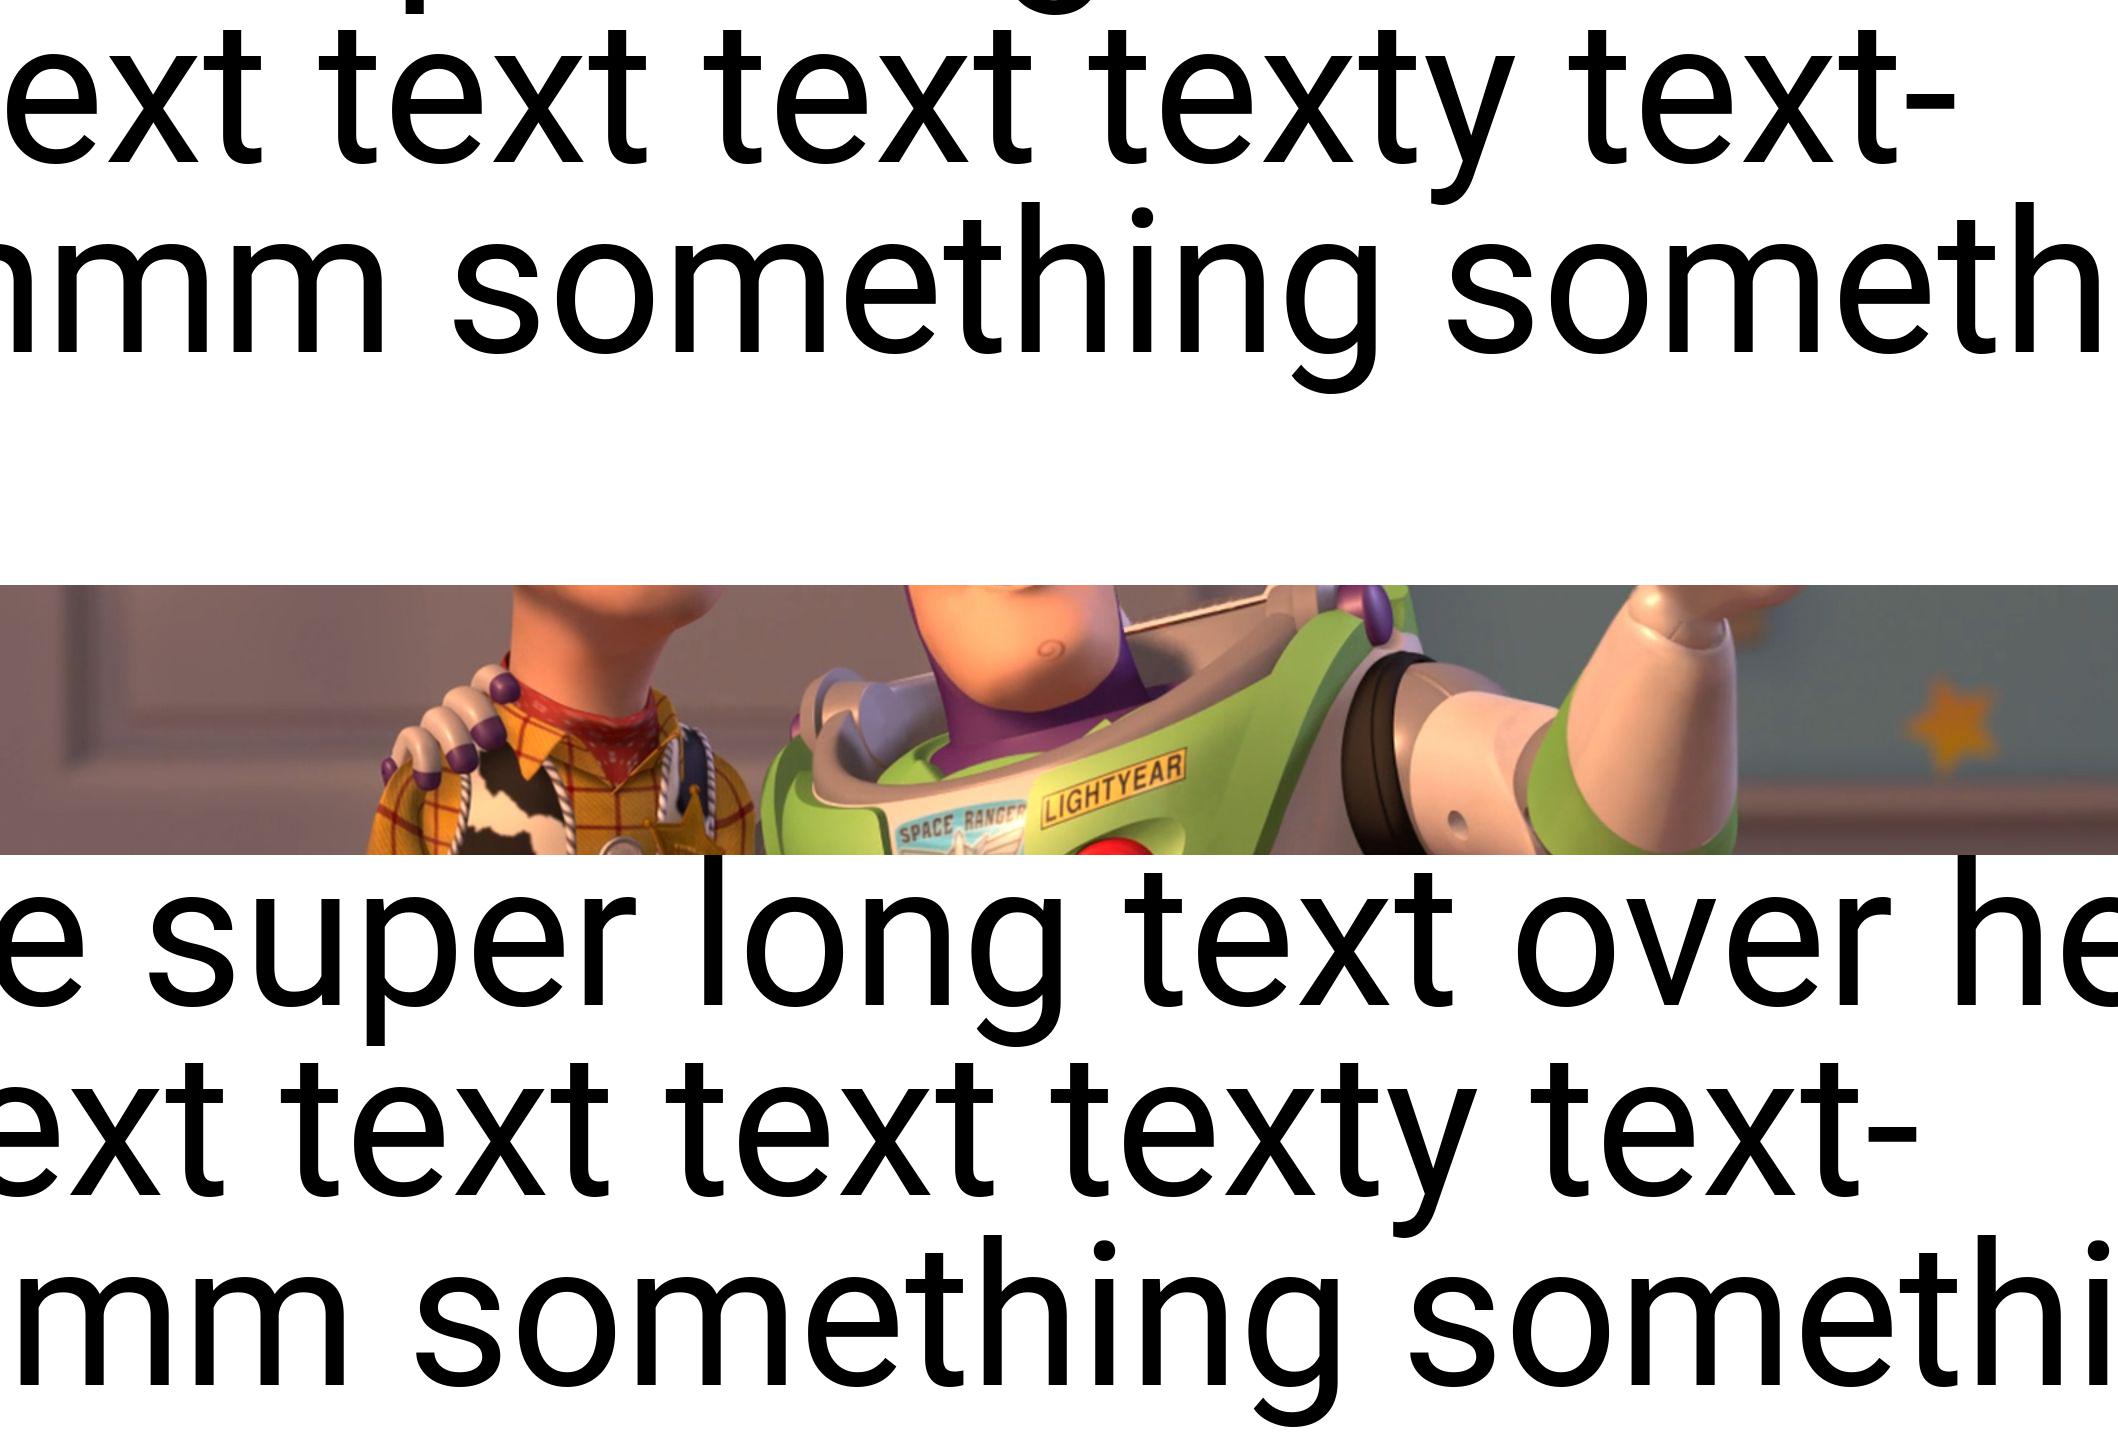 ext text text texty text-
mmm something someth
LIGHTYEAR
SPACE RANGER
e super long text over he
ext text text texty text-
mm something somethi